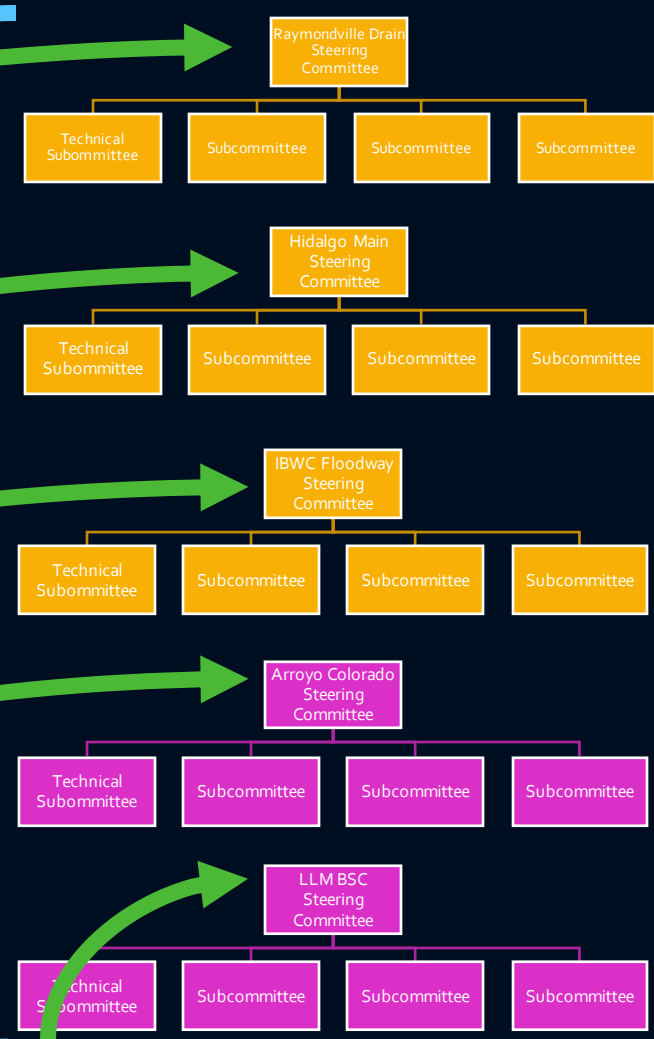 Raymondville Drain
Steering
Committee
Technical
Subommittee
Subcommittee
Subcommittee
Subcommittee
Hidalgo Main
Steering
Committee
Technical
Subommittee
Subcommittee
Subcommittee
Subcommittee
IBWC Floodway
Steering
Committee
Technical
Subommittee
Subcommittee
Subcommittee
Subcommittee
Arroyo Colorado
Steering
Committee
Technical
Subommittee
Subcommittee
Subcommittee
Subcommittee
LLM BSC
Steering
Committee
Technical
Subommittee
Subcommittee
Subcommittee
Subcommittee